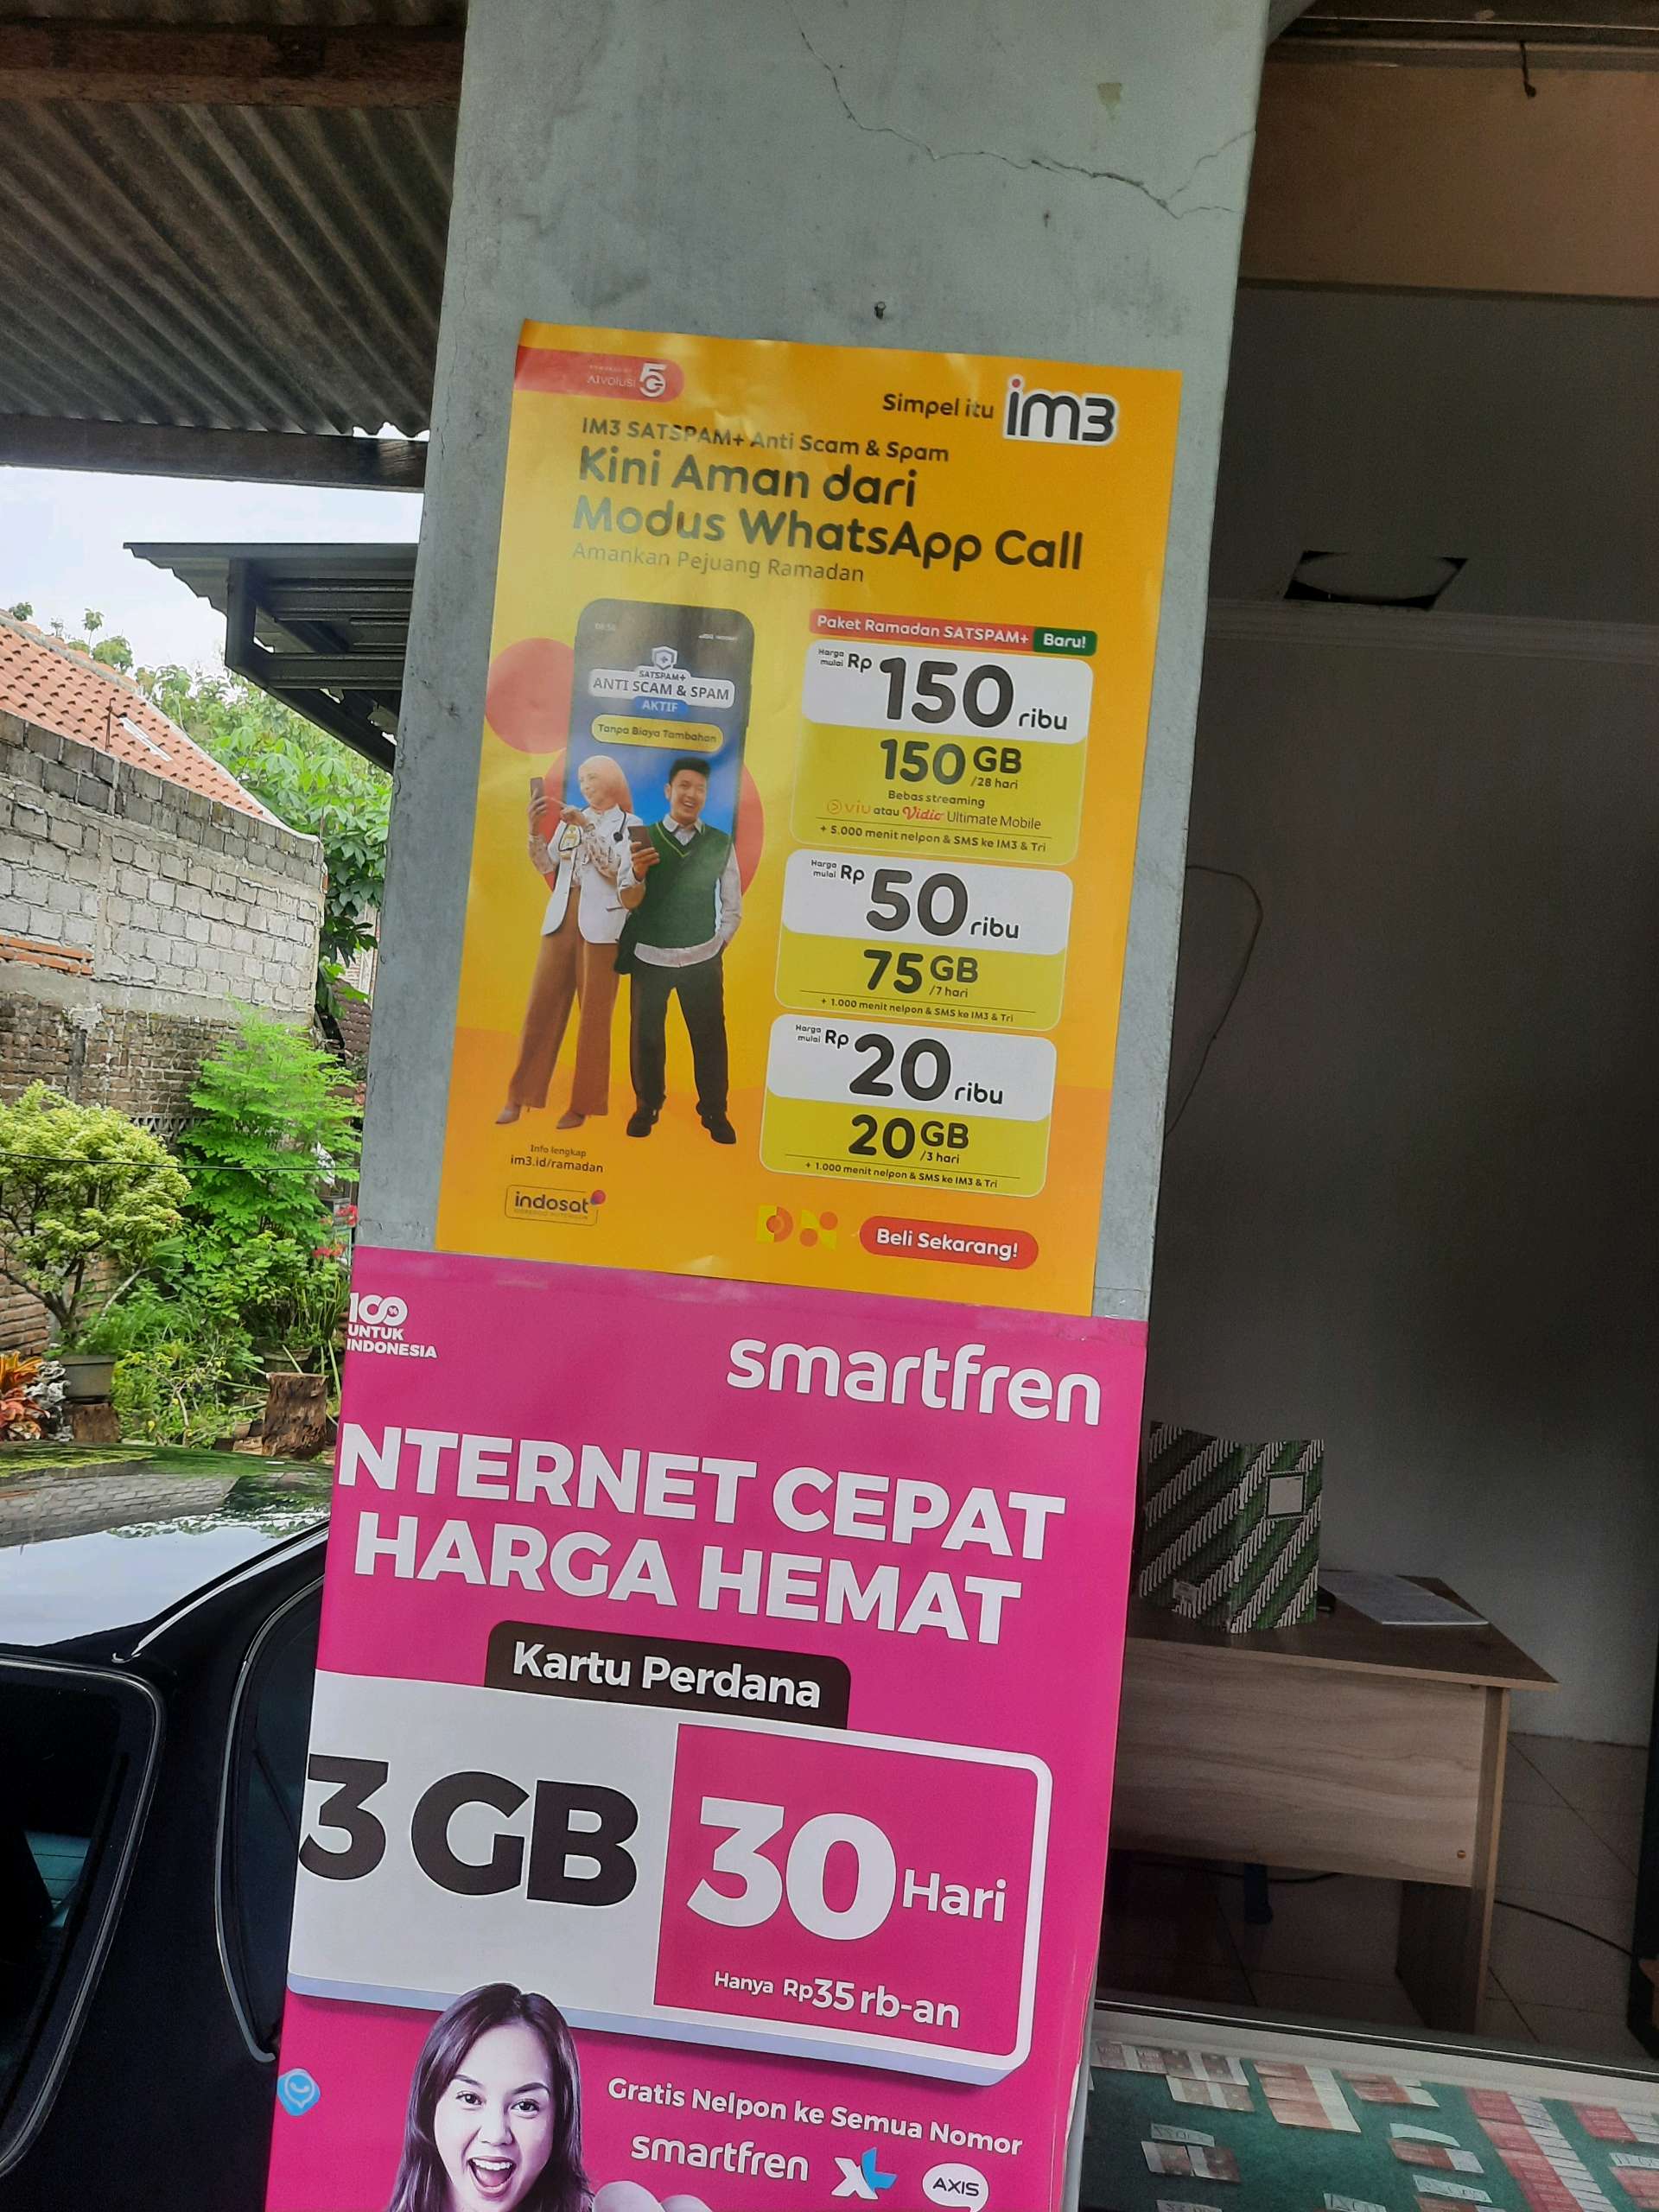 AIVOLUSI 5G
Simpel itu im3
IM3 SATSPAM+ Anti Scam & Spam
Kini Aman dari
Modus WhatsApp Call
Amankan Pejuang Ramadan
SATSPAM+
ANTI SCAM & SPAM
AKTIF
Tanpa Biaya Tambahan
Paket Ramadan SATSPAM+ Baru!
Harga mulai Rp 150 ribu
150 GB /28 hari
Bebas streaming
viu atau Vidio Ultimate Mobile
+ 5.000 menit nelpon & SMS ke IM3 & Tri
Harga mulai Rp 50 ribu
75 GB /7 hari
+ 1.000 menit nelpon & SMS ke IM3 & Tri
Harga mulai Rp 20 ribu
20 GB /3 hari
+ 1.000 menit nelpon & SMS ke IM3 & Tri
Info lengkap
im3.id/ramadan
indosat
Beli Sekarang!
100%
UNTUK
INDONESIA
smartfren
NTERNET CEPAT
HARGA HEMAT
Kartu Perdana
3 GB 30 Hari
Hanya Rp35 rb-an
Gratis Nelpon ke Semua Nomor
smartfren XL AXIS